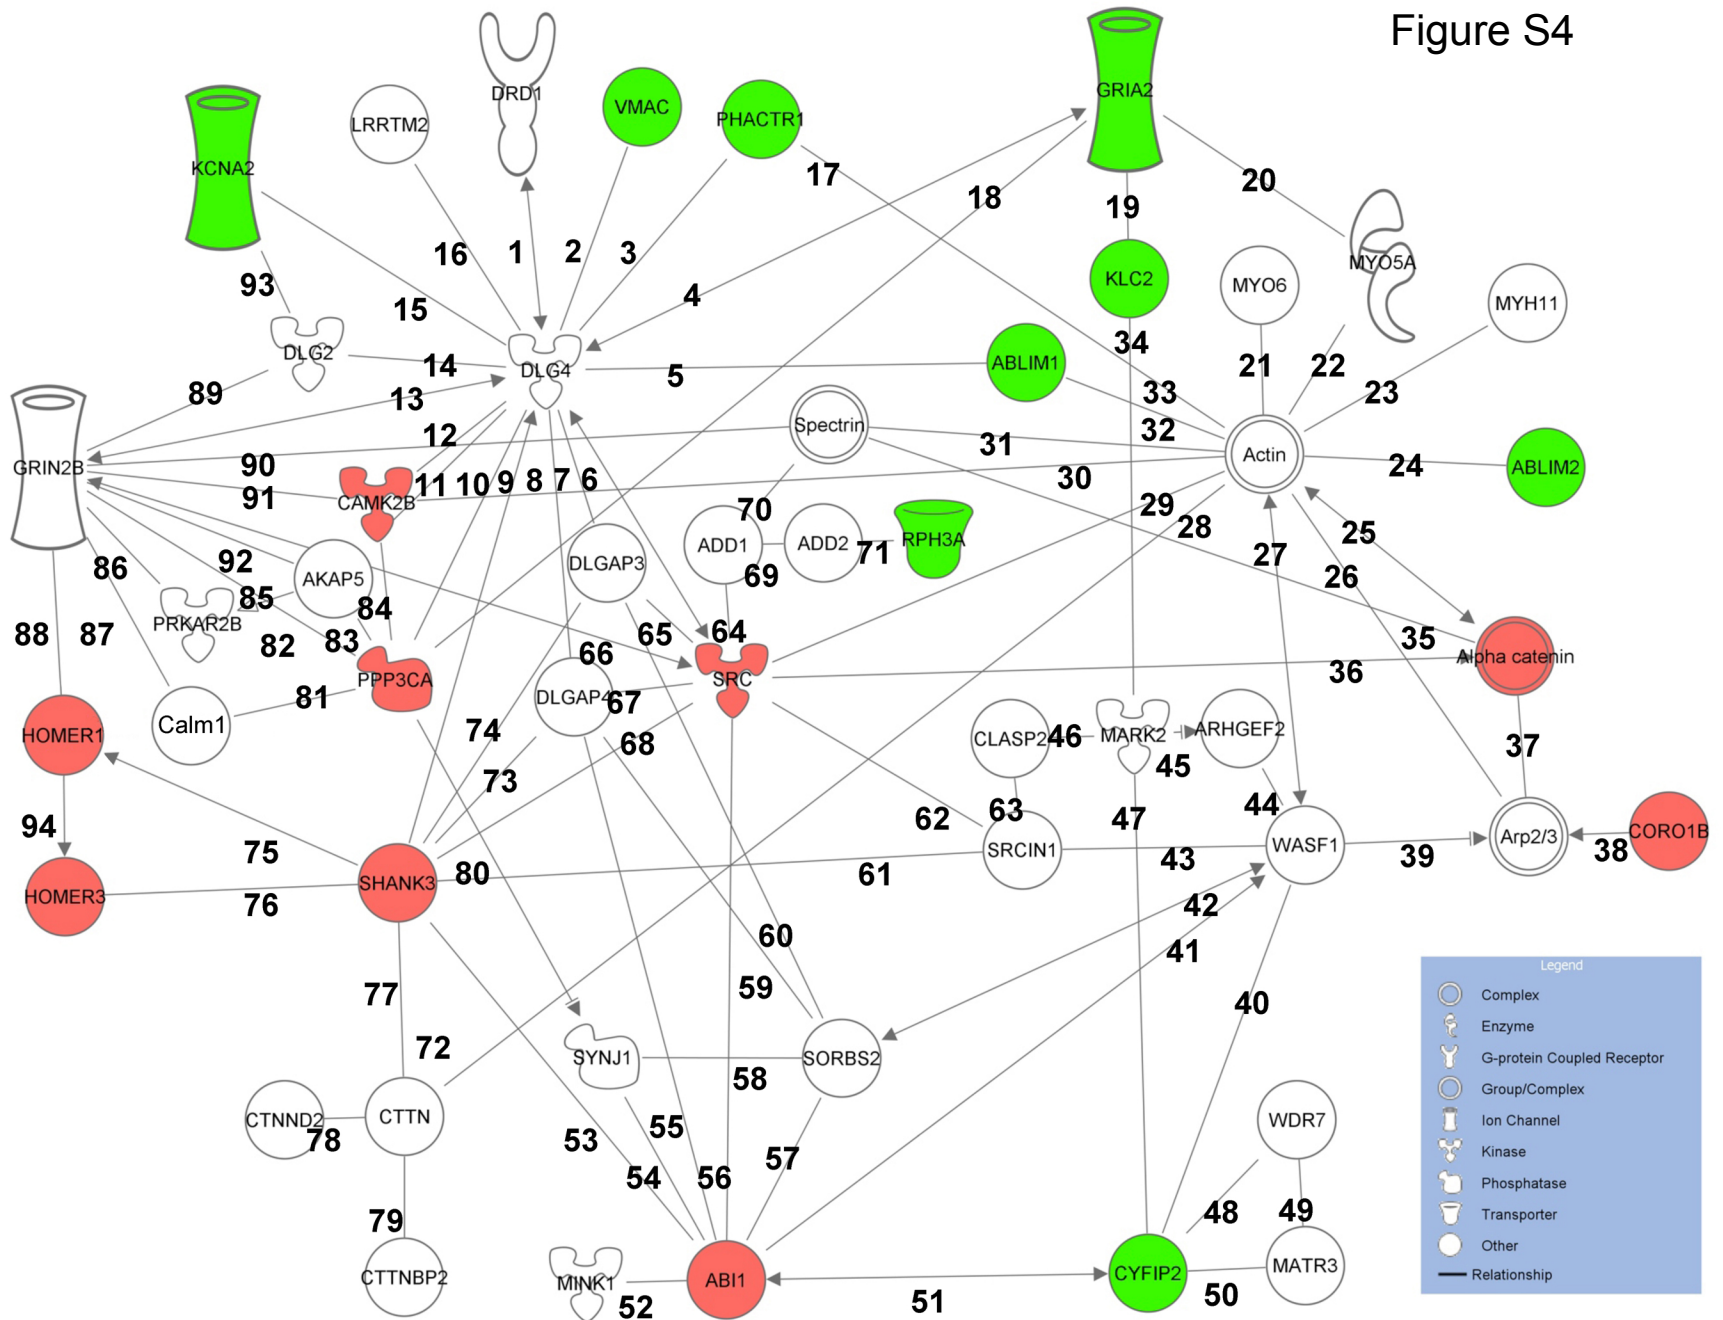 Figure S4
DRD1
GRIA2
VMAC
PHACTR1
LRRTM2
KCNA2
17
20
18
19
16
1
2
3
MYO5A
93
KLC2
MYO6
4
MYH11
15
34
DLG2
14
DLG4
ABLIM1
21
22
5
89
13
33
23
Spectrin
32
12
31
Actin
GRIN2B
90
24
ABLIM2
91
CAMK2B
11
10
9
8
7
6
30
70
29
28
25
ADD1
ADD2
71
RPH3A
27
92
86
DLGAP3
AKAP5
69
26
85
84
PRKAR2B
88
87
82
83
65
64
35
66
Alpha catenin
PPP3CA
SRC
36
DLGAP4
67
81
Calm1
HOMER1
74
68
CLASP2
46
MARK2
ARHGEF2
37
45
73
44
94
62
63
47
CORO1B
75
SRCIN1
WASF1
Arp2/3
38
43
39
80
61
SHANK3
HOMER3
76
42
60
41
Legend
77
59
40
Complex
Enzyme
72
SYNJ1
SORBS2
G-protein Coupled Receptor
58
Group/Complex
CTNND2
CTTN
WDR7
Ion Channel
78
53
55
Kinase
57
54
56
Phosphatase
79
48
49
Transporter
Other
CTTNBP2
MINK1
ABI1
CYFIP2
MATR3
Relationship
52
51
50